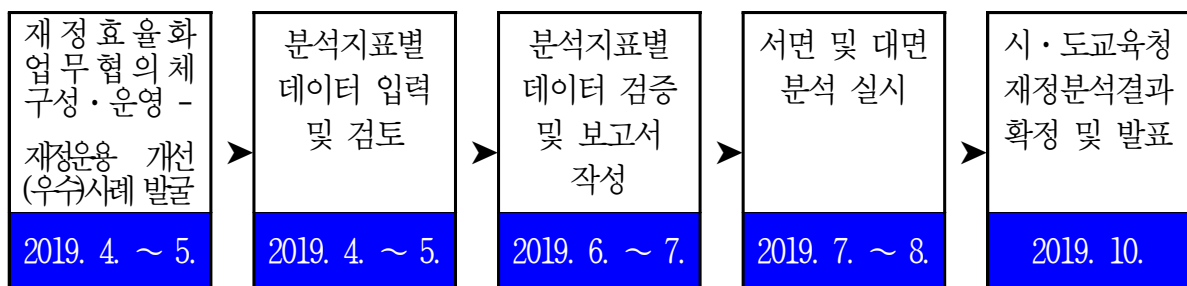 재정효율화
업무협의체
구성·운영 -
재정운용 개선
(우수)사례 발굴
2019. 4. ~ 5.
➤
분석지표별
데이터 입력
및 검토
2019. 4. ~ 5.
➤
분석지표별
데이터 검증
및 보고서
작성
2019. 6. ~ 7.
➤
서면 및 대면
분석 실시
2019. 7. ~ 8.
➤
시·도교육청
재정분석결과
확정 및 발표
2019. 10.